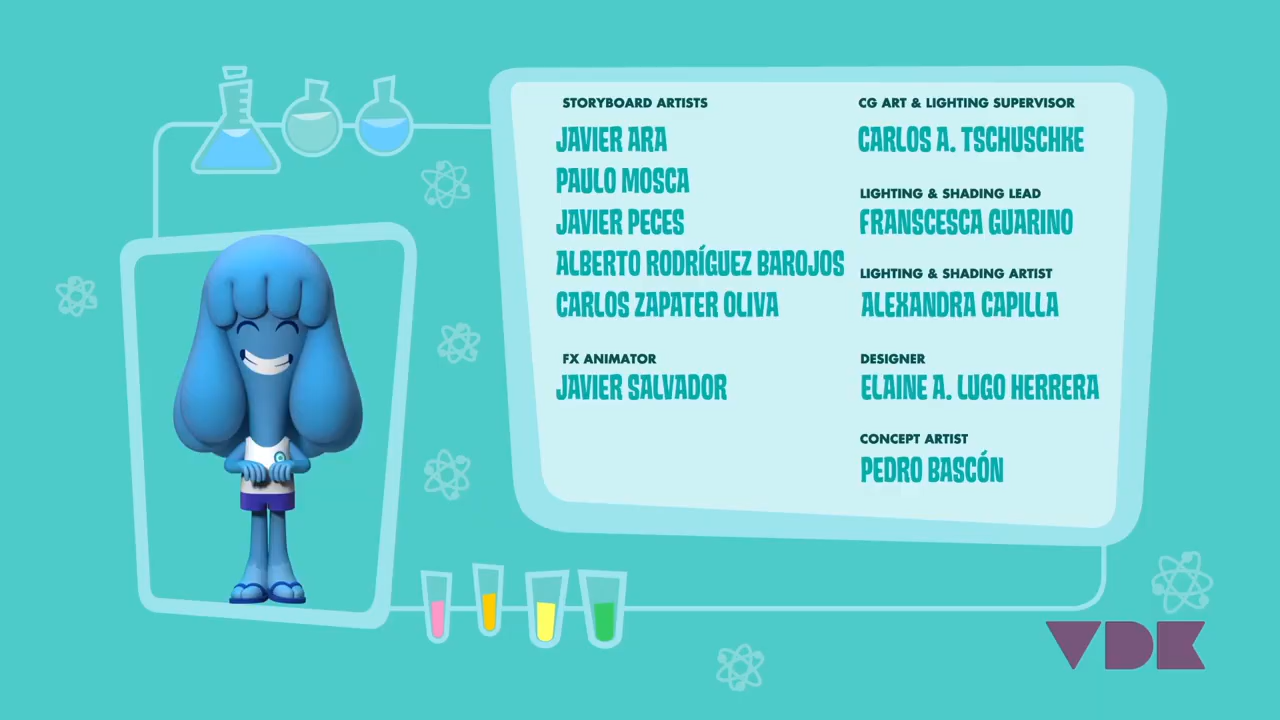 STORYBOARD ARTISTS
JAVIER ARA
PAULO MOSCA
JAVIER PECES
ALBERTO RODRÍGUEZ BAROJOS
CARLOS ZAPATER OLIVA
FX ANIMATOR
JAVIER SALVADOR
CG ART & LIGHTING SUPERVISOR
CARLOS A. TSCHUSCHKE
LIGHTING & SHADING LEAD
FRANSCESCA GUARINO
LIGHTING & SHADING ARTIST
ALEXANDRA CAPILLA
DESIGNER
ELAINE A. LUGO HERRERA
CONCEPT ARTIST
PEDRO BASCÓN
VDK